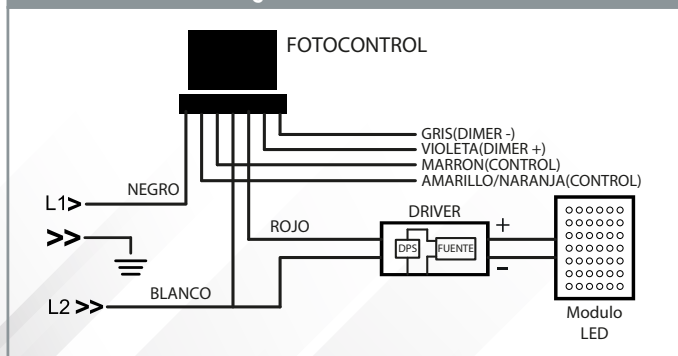 FOTOCONTROL
GRIS(DIMER -)
VIOLETA(DIMER +)
MARRON(CONTROL)
AMARILLO/NARANJA(CONTROL)
NEGRO
L1>
>>
ROJO
DRIVER
DPS
FUENTE
+
-
BLANCO
L2 >>
Modulo
LED